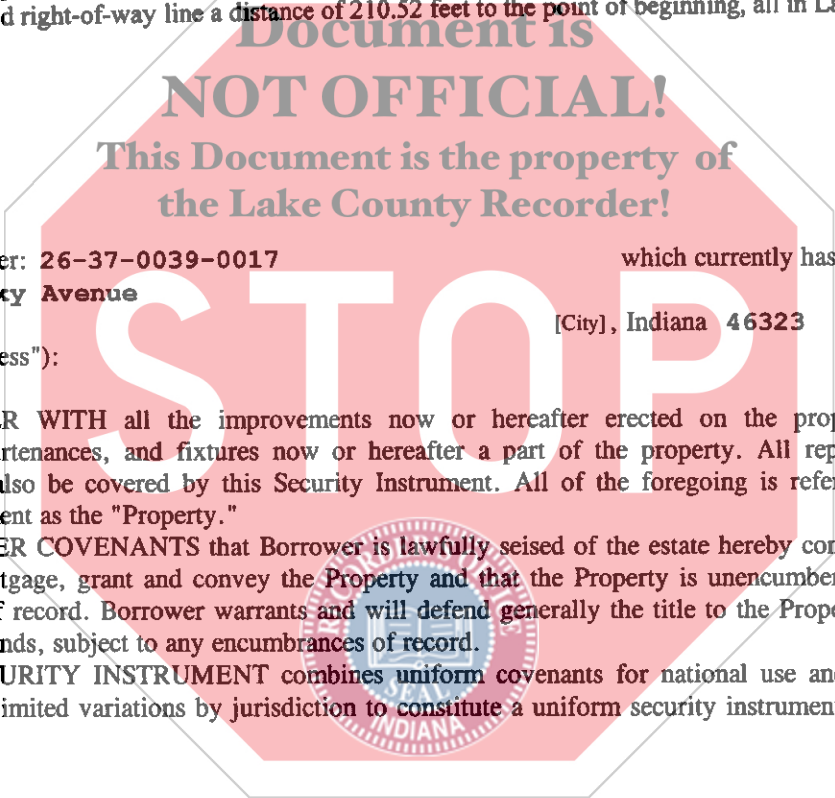 d right-of-way line a distance of 210.52 feet to the point of beginning, all in La
Document is
NOT OFFICIAL!
This Document is the property of
the Lake County Recorder!
er: 26-37-0039-0017 which currently has
ky Avenue
[City], Indiana 46323
ess"):
STOP
R WITH all the improvements now or hereafter erected on the prop
rtenances, and fixtures now or hereafter a part of the property. All rep
lso be covered by this Security Instrument. All of the foregoing is refer
ent as the "Property."
ER COVENANTS that Borrower is lawfully seised of the estate hereby con
tgage, grant and convey the Property and that the Property is unencumber
f record. Borrower warrants and will defend generally the title to the Prope
nds, subject to any encumbrances of record.
URITY INSTRUMENT combines uniform covenants for national use and
imited variations by jurisdiction to constitute a uniform security instrument
SEAL
INDIANA